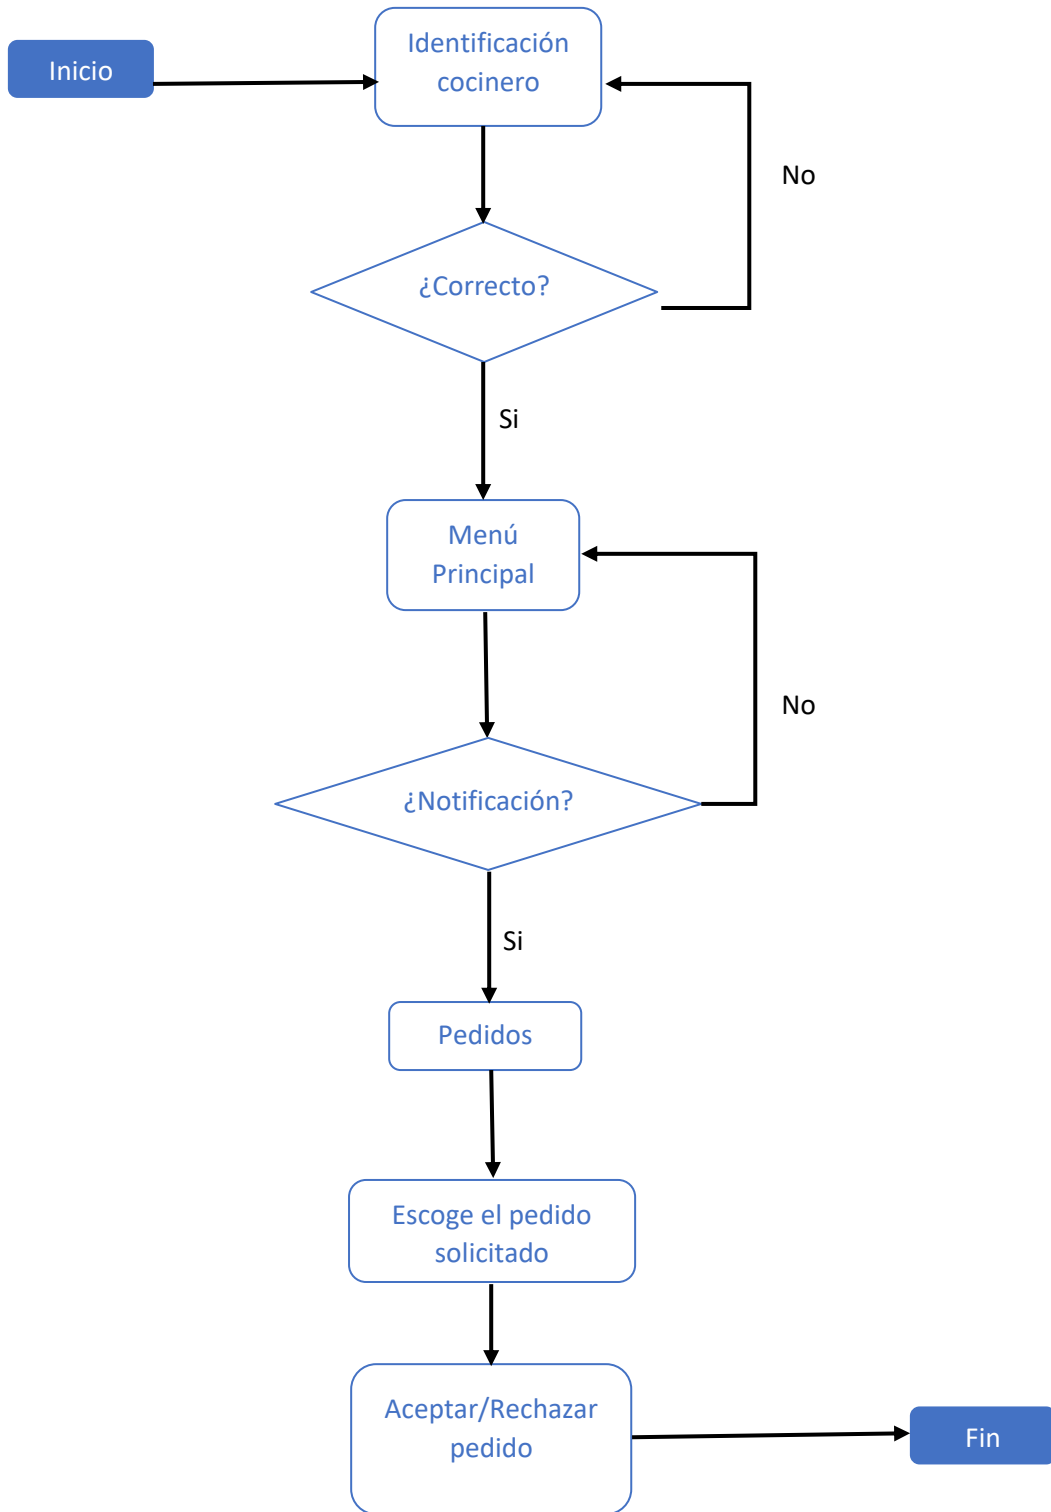 Inicio
Identificación
cocinero
No
¿Correcto?
Si
Menú
Principal
No
¿Notificación?
Si
Pedidos
Escoge el pedido
solicitado
Aceptar/Rechazar
pedido
Fin